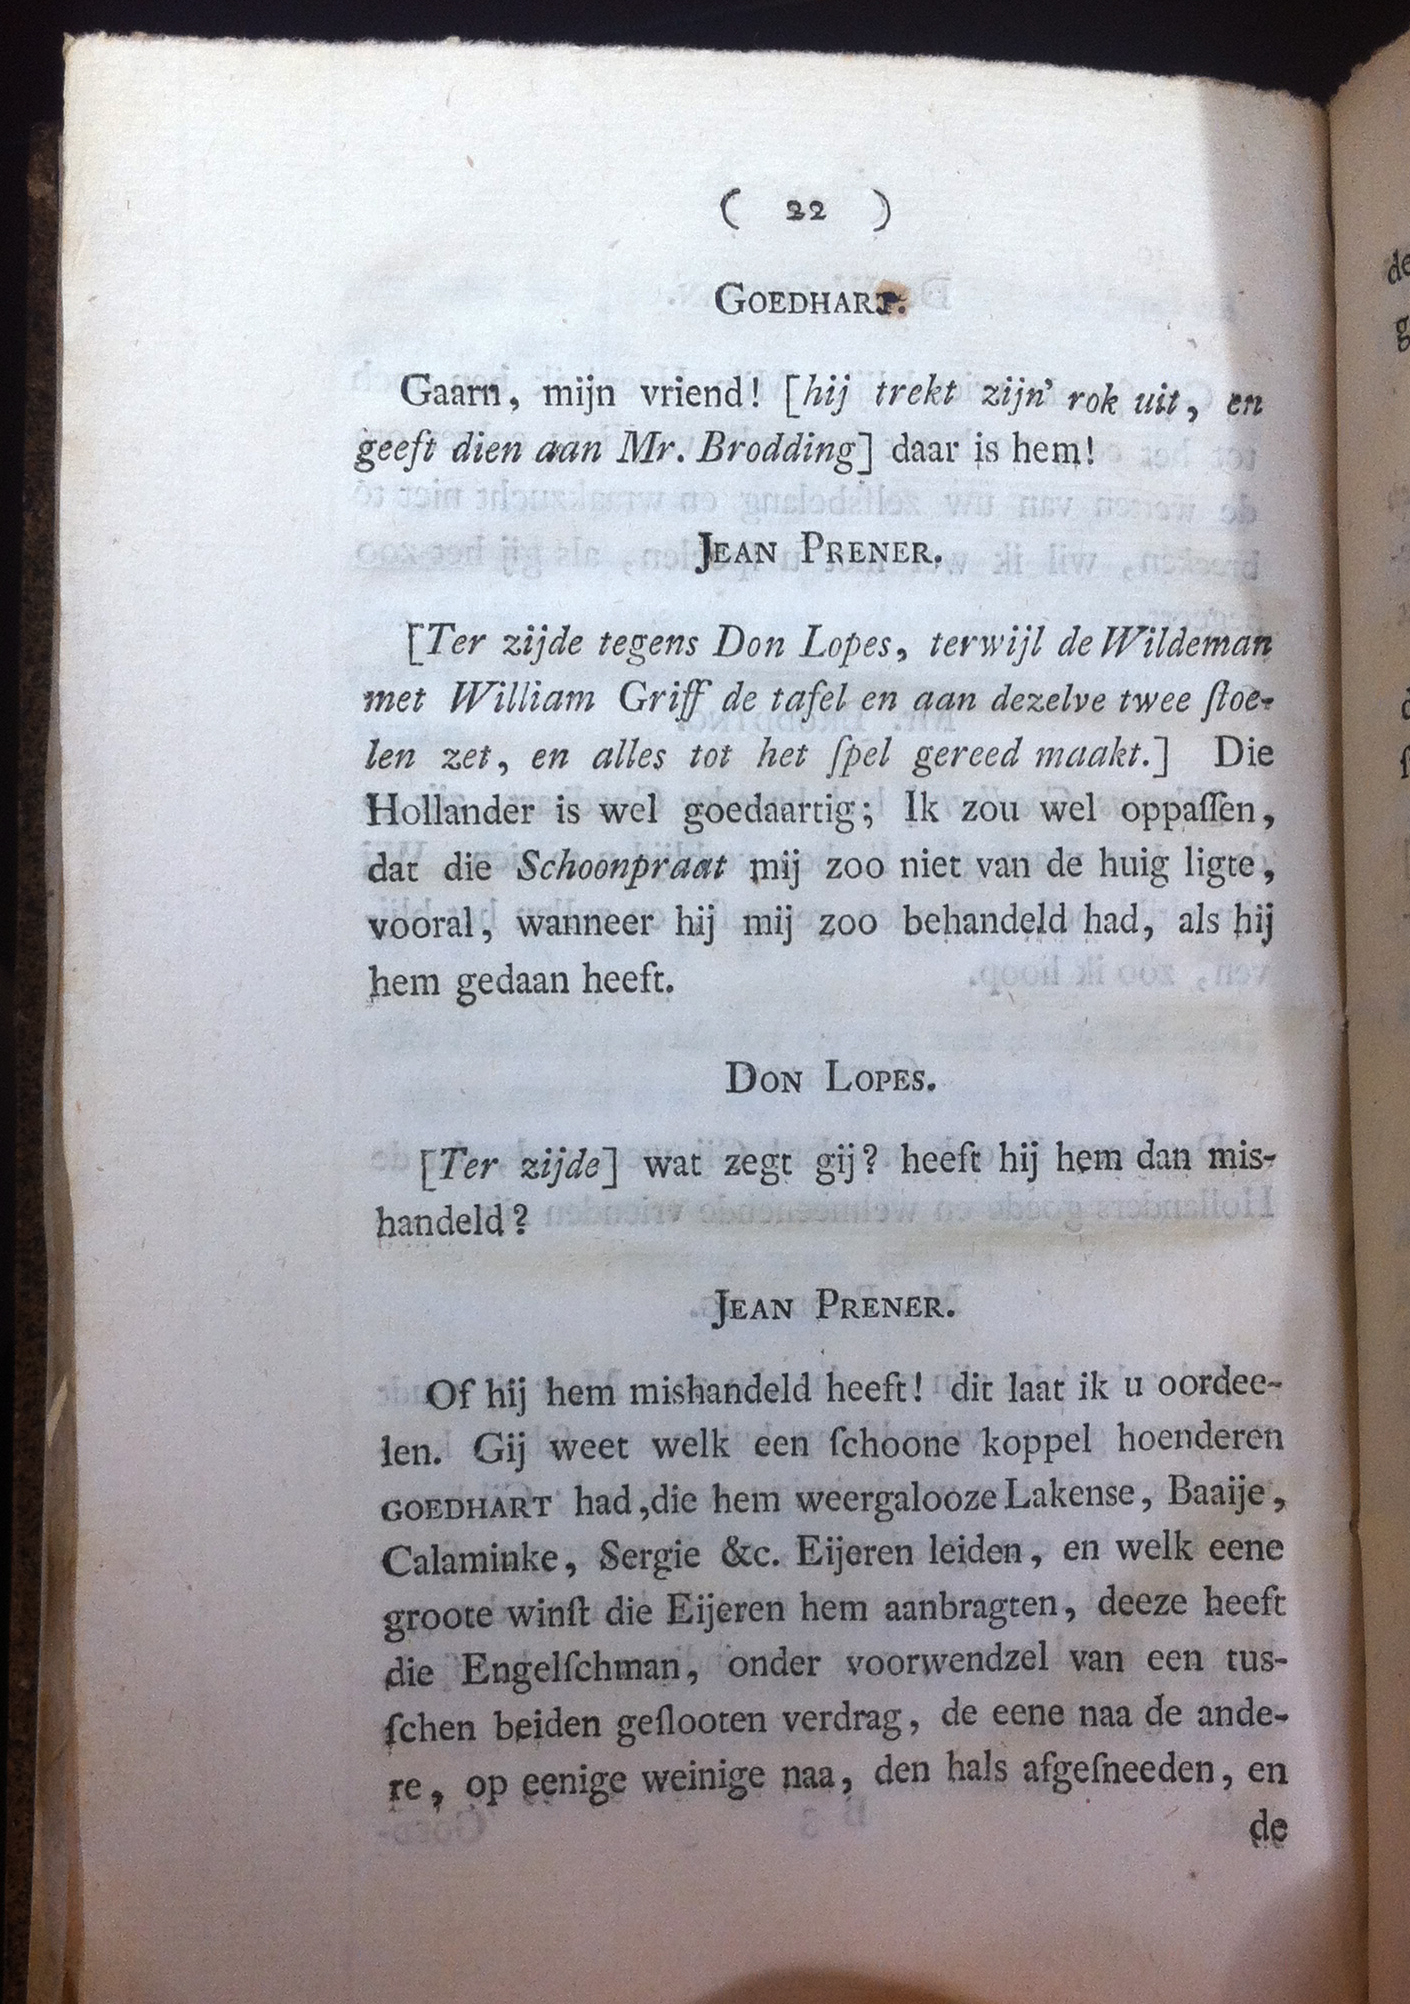 ( 22 )
GOEDHART.
Gaarn, mijn vriend! [hij trekt zijn' rok uit, en
geeft dien aan Mr. Brodding] daar is hem!
JEAN PRENER.
[Ter zijde tegens Don Lopes, terwijl de Wildeman
met William Griff de tafel en aan dezelve twee ſtoe-
len zet, en alles tot het ſpel gereed maakt.] Die
Hollander is wel goedaartig; Ik zou wel oppaſſen,
dat die Schoonpraat mij zoo niet van de huig ligte,
vooral, wanneer hij mij zoo behandeld had, als hij
hem gedaan heeft.
DON LOPES.
[Ter zijde] wat zegt gij? heeft hij hem dan mis-
handeld?
JEAN PRENER.
Of hij hem mishandeld heeft! dit laat ik u oordee-
len. Gij weet welk een ſchoone koppel hoenderen
GOEDHART had, die hem weergalooze Lakense, Baaije,
Calaminke, Sergie &c. Eijeren leiden, en welk eene
groote winſt die Eijeren hem aanbragten, deeze heeft
die Engelſchman, onder voorwendzel van een tus-
ſchen beiden geſlooten verdrag, de eene naa de ande-
re, op eenige weinige naa, den hals afgeſneeden, en
de